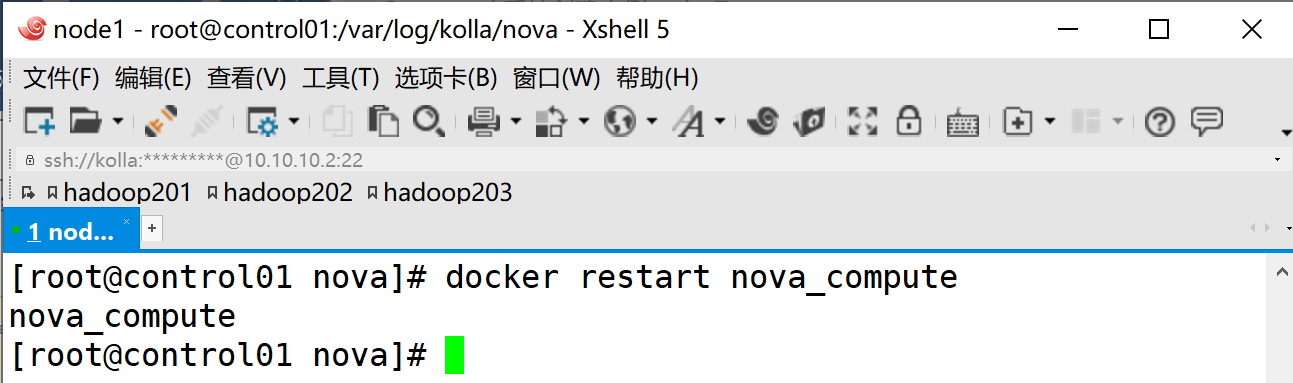 node1 - root@control01:/var/log/kolla/nova - Xshell 5
文件(F) 编辑(E) 查看(V) 工具(T) 选项卡(B) 窗口(W) 帮助(H)
ssh://kolla:*********@10.10.10.2:22
hadoop201 hadoop202 hadoop203
1 nod... × +
[root@control01 nova]# docker restart nova_compute
nova_compute
[root@control01 nova]#